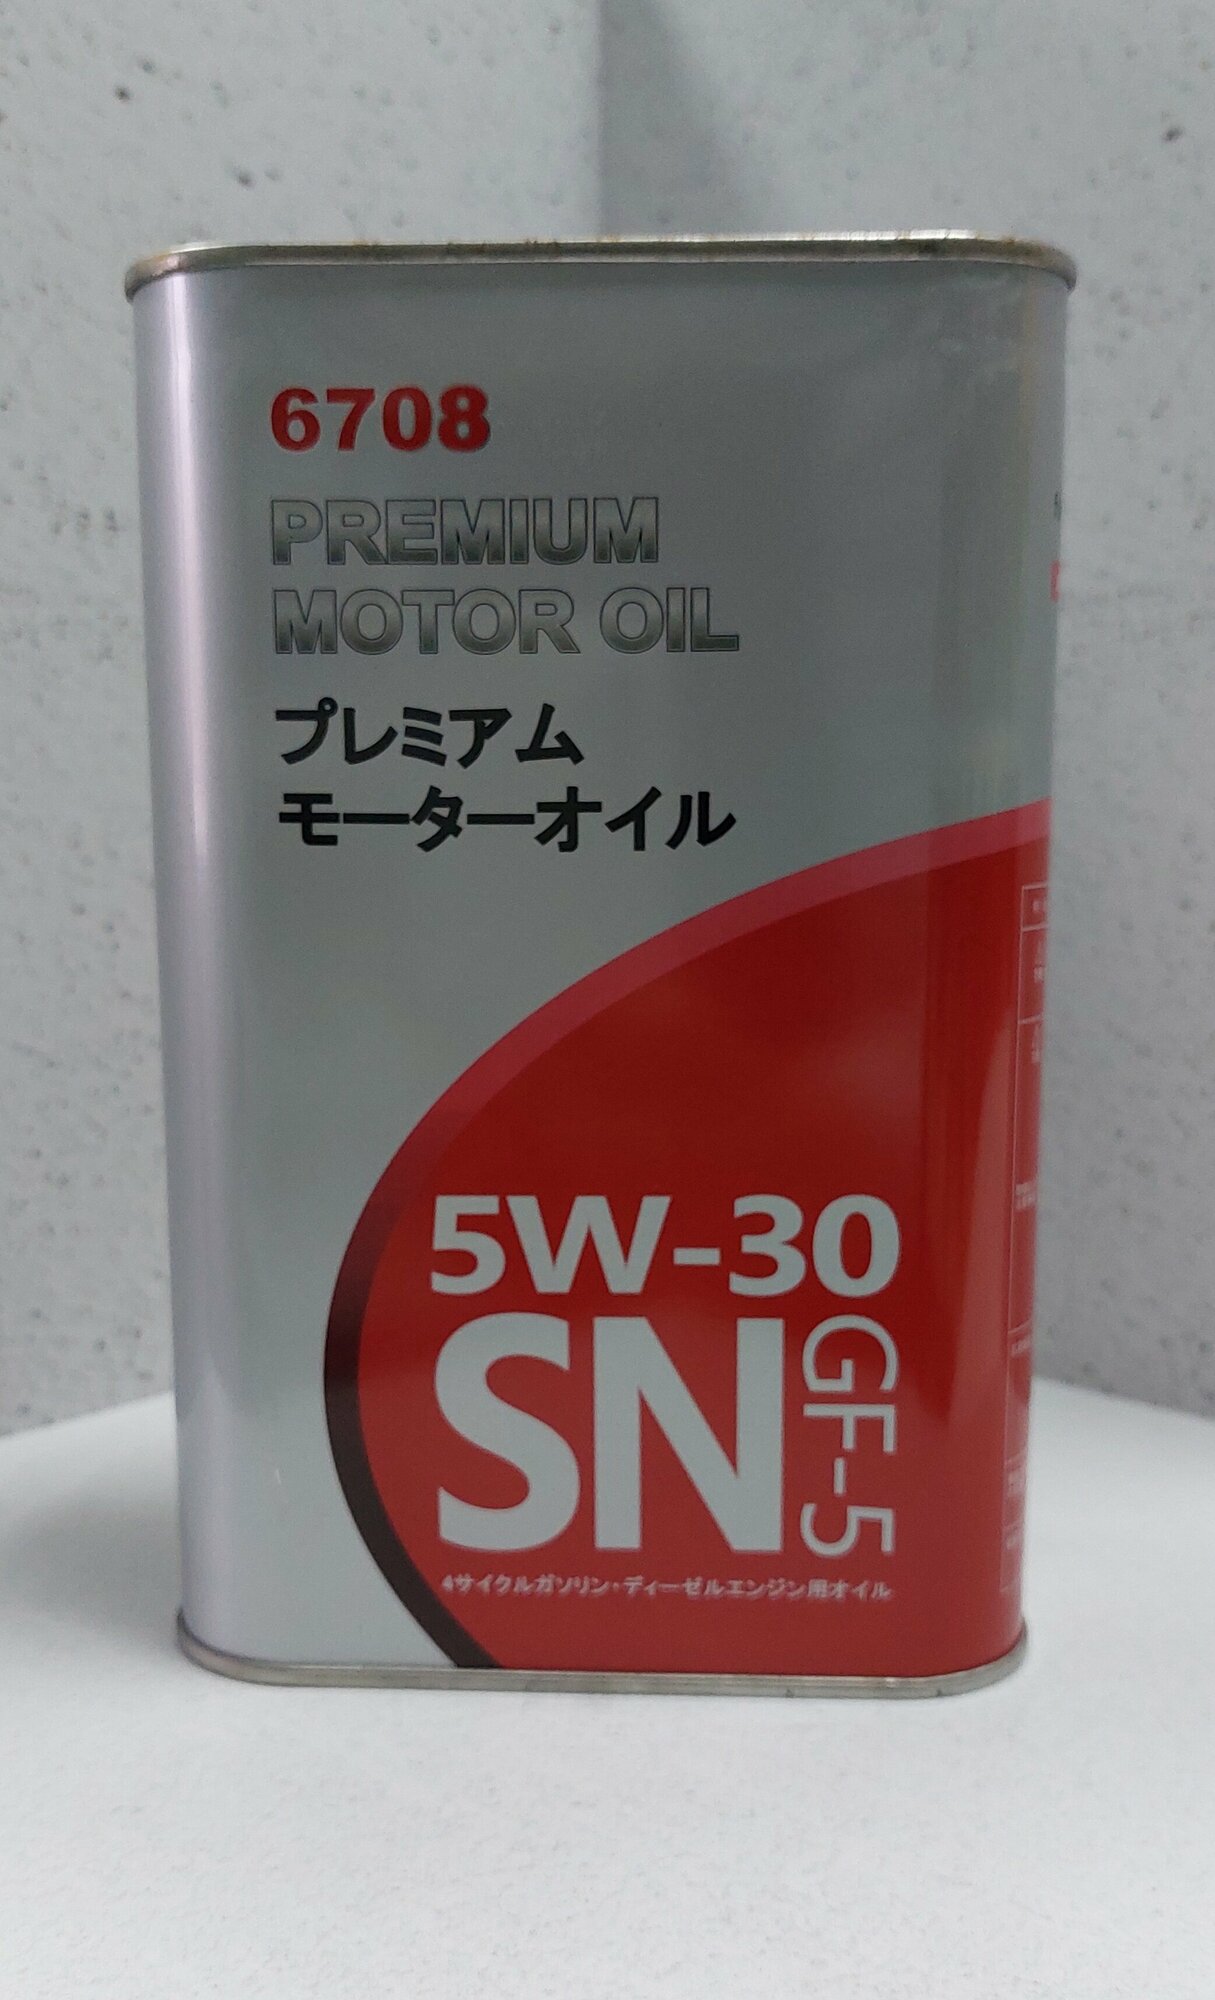 6708
PREMIUM
MOTOR OIL
プレミアム
モーターオイル
5W-30
SN
GF-5
4サイクルガソリン・ディーゼルエンジン用オイル